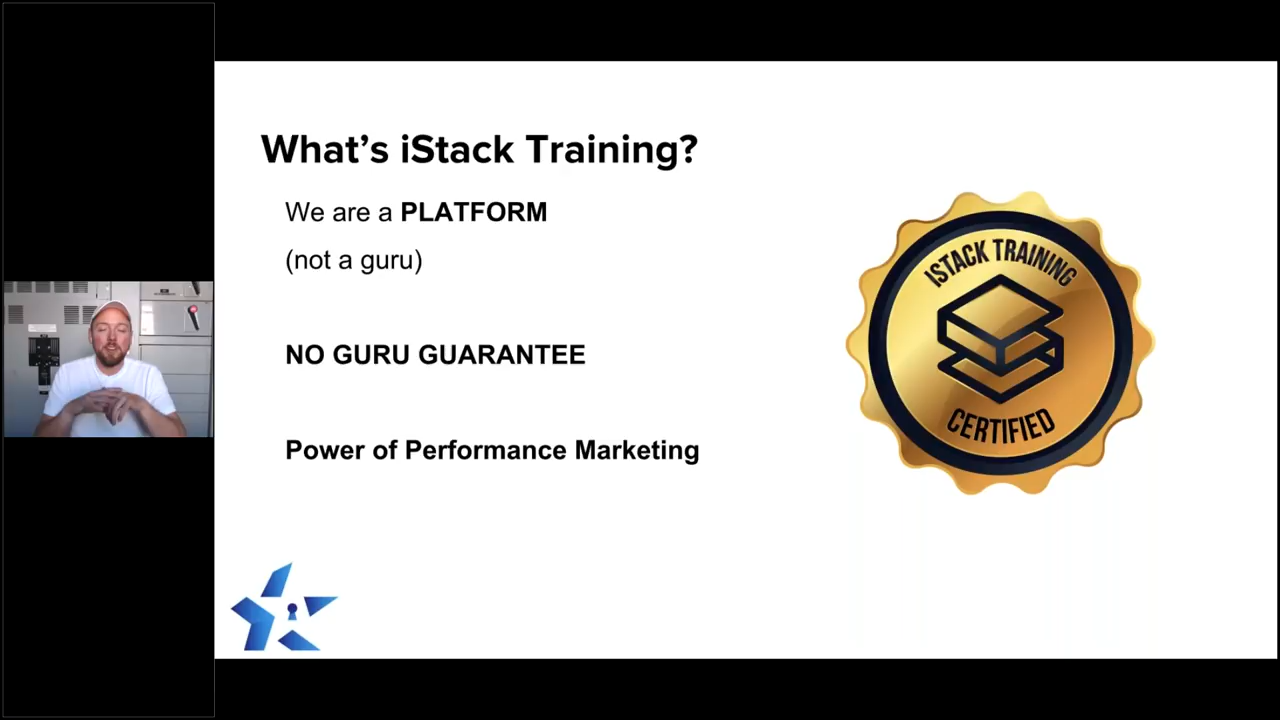 What's iStack Training?
We are a PLATFORM
(not a guru)
NO GURU GUARANTEE
Power of Performance Marketing
ISTACK TRAINING
CERTIFIED